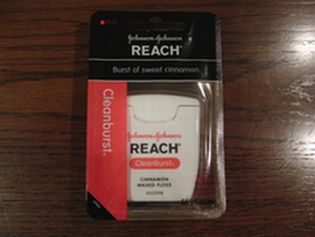 Johnson & Johnson
REACH
Burst of sweet cinnamon
Cleanburst.
Johnson & Johnson
REACH
Cleanburst.
CINNAMON
WAXED FLOSS